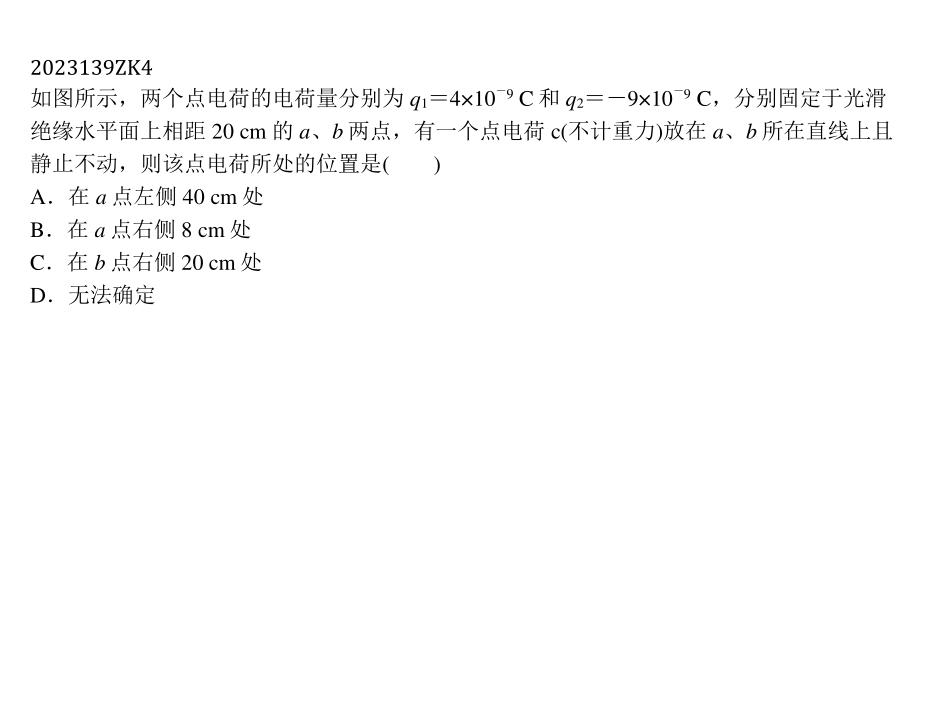 2023139ZK4
如图所示，两个点电荷的电荷量分别为 q₁＝4×10⁻⁹ C 和 q₂＝－9×10⁻⁹ C，分别固定于光滑
绝缘水平面上相距 20 cm 的 a、b 两点，有一个点电荷 c(不计重力)放在 a、b 所在直线上且
静止不动，则该点电荷所处的位置是(　　)
A．在 a 点左侧 40 cm 处
B．在 a 点右侧 8 cm 处
C．在 b 点右侧 20 cm 处
D．无法确定